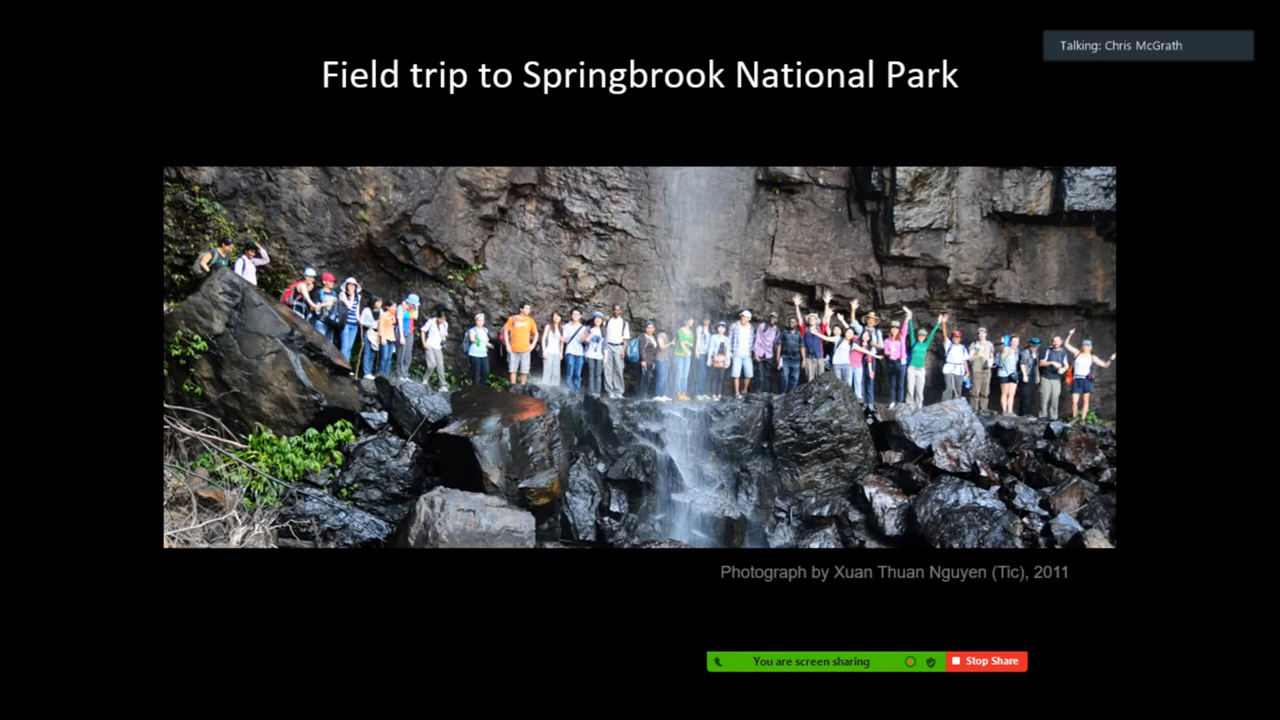 Talking: Chris McGrath
Field trip to Springbrook National Park
Photograph by Xuan Thuan Nguyen (Tic), 2011
You are screen sharing
Stop Share